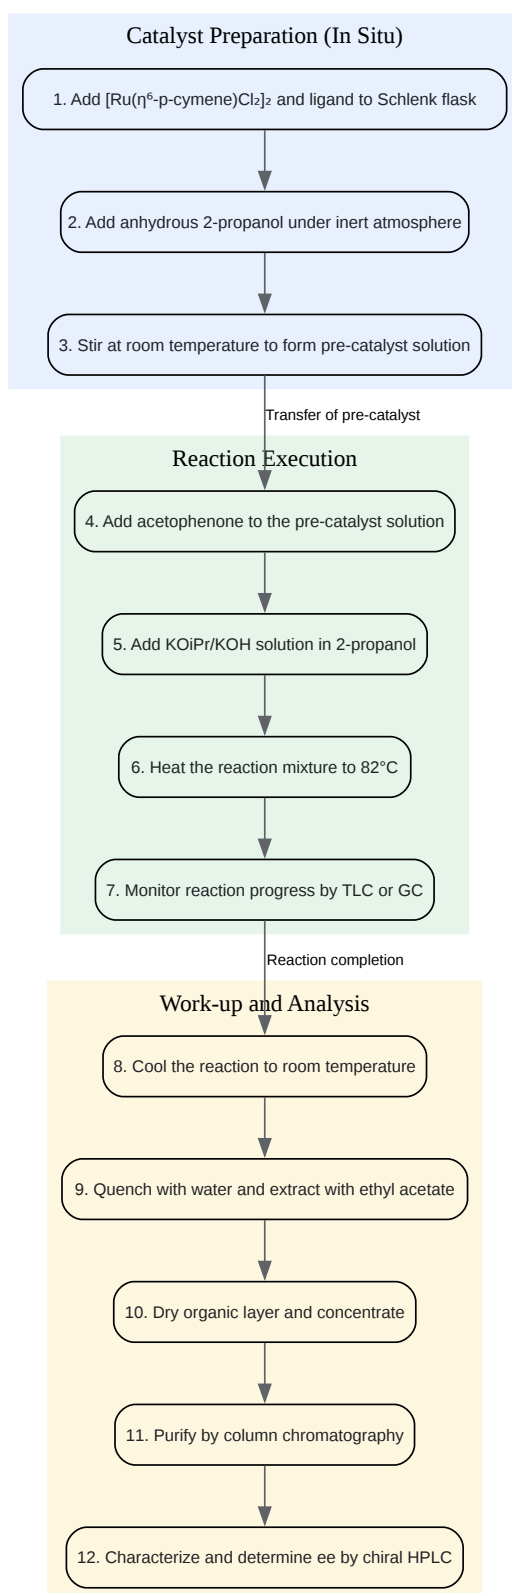 Catalyst Preparation (In Situ)
1. Add [Ru(η⁶-p-cymene)Cl₂]₂ and ligand to Schlenk flask
2. Add anhydrous 2-propanol under inert atmosphere
3. Stir at room temperature to form pre-catalyst solution
Transfer of pre-catalyst
Reaction Execution
4. Add acetophenone to the pre-catalyst solution
5. Add KOiPr/KOH solution in 2-propanol
6. Heat the reaction mixture to 82°C
7. Monitor reaction progress by TLC or GC
Reaction completion
Work-up and Analysis
8. Cool the reaction to room temperature
9. Quench with water and extract with ethyl acetate
10. Dry organic layer and concentrate
11. Purify by column chromatography
12. Characterize and determine ee by chiral HPLC